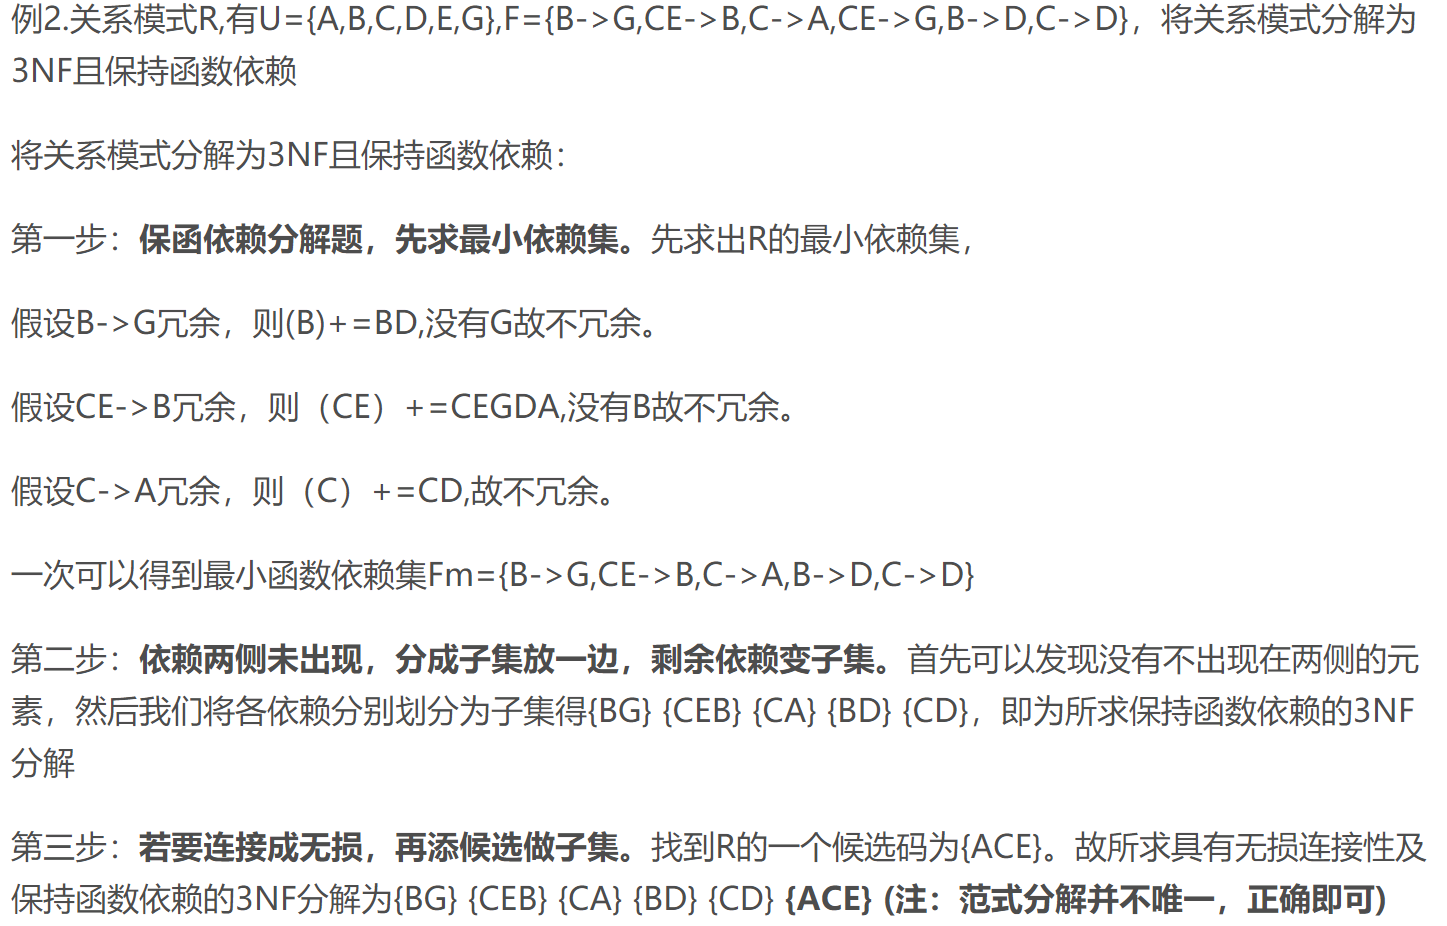 例2.关系模式R,有U={A,B,C,D,E,G},F={B->G,CE->B,C->A,CE->G,B->D,C->D}，将关系模式分解为
3NF且保持函数依赖
将关系模式分解为3NF且保持函数依赖：
第一步：保函依赖分解题，先求最小依赖集。先求出R的最小依赖集，
假设B->G冗余，则(B)+=BD,没有G故不冗余。
假设CE->B冗余，则（CE）+=CEGDA,没有B故不冗余。
假设C->A冗余，则（C）+=CD,故不冗余。
一次可以得到最小函数依赖集Fm={B->G,CE->B,C->A,B->D,C->D}
第二步：依赖两侧未出现，分成子集放一边，剩余依赖变子集。首先可以发现没有不出现在两侧的元
素，然后我们将各依赖分别划分为子集得{BG} {CEB} {CA} {BD} {CD}，即为所求保持函数依赖的3NF
分解
第三步：若要连接成无损，再添候选做子集。找到R的一个候选码为{ACE}。故所求具有无损连接性及
保持函数依赖的3NF分解为{BG} {CEB} {CA} {BD} {CD} {ACE} (注：范式分解并不唯一，正确即可)